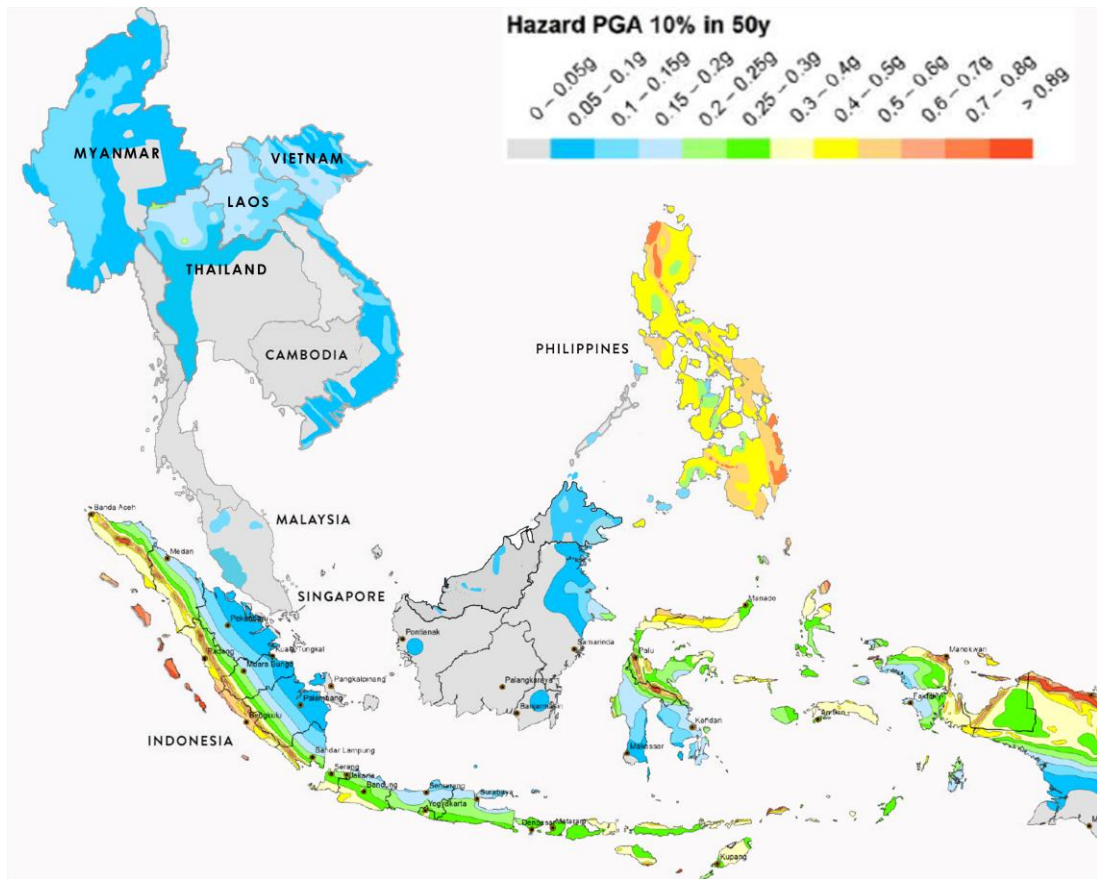 Hazard PGA 10% in 50y
0 – 0.05g
0.05 – 0.1g
0.1 – 0.15g
0.15 – 0.2g
0.2 – 0.25g
0.25 – 0.3g
0.3 – 0.4g
0.4 – 0.5g
0.5 – 0.6g
0.6 – 0.7g
0.7 – 0.8g
> 0.8g
MYANMAR
VIETNAM
LAOS
THAILAND
CAMBODIA
PHILIPPINES
MALAYSIA
SINGAPORE
INDONESIA
Banda Aceh
Medan
Pekanbaru
Padang
Kuala Tungkal
Muara Bungo
Pangkalpinang
Palembang
Bengkulu
Bandar Lampung
Serang
Jakarta
Bandung
Semarang
Surabaya
Yogyakarta
Denpasar
Mataram
Kupang
Pontianak
Samarinda
Palangkaraya
Banjarmasin
Manado
Palu
Kendari
Makassar
Ambon
Manokwari
M